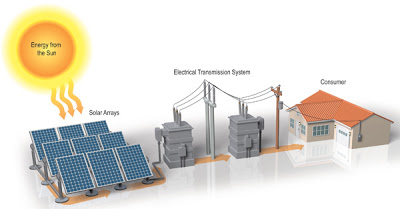 Energy from
the Sun
Electrical Transmission System
Consumer
Solar Arrays